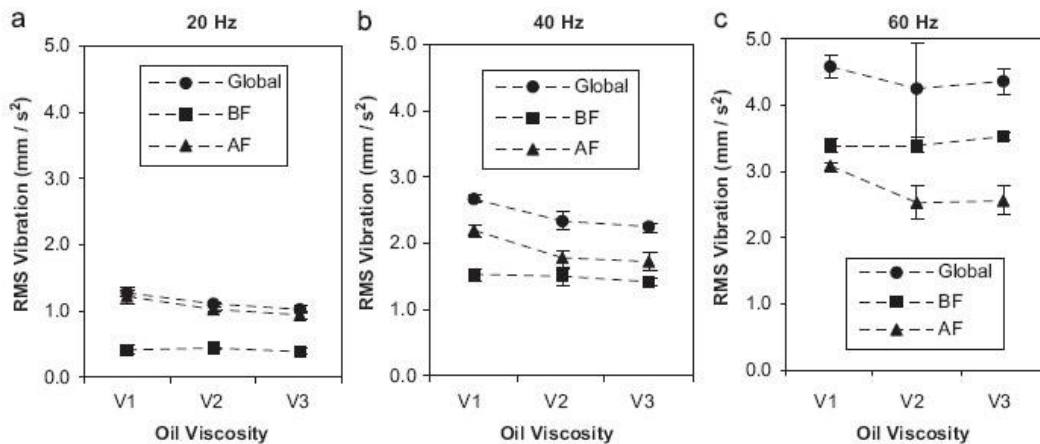 a
20 Hz
5.0
4.0
3.0
2.0
1.0
0.0
RMS Vibration (mm / s²)
Global
BF
AF
V1 V2 V3
Oil Viscosity
b
40 Hz
5.0
4.0
3.0
2.0
1.0
0.0
RMS Vibration (mm / s²)
Global
BF
AF
V1 V2 V3
Oil Viscosity
c
60 Hz
5.0
4.0
3.0
2.0
1.0
0.0
RMS Vibration (mm / s²)
Global
BF
AF
V1 V2 V3
Oil Viscosity